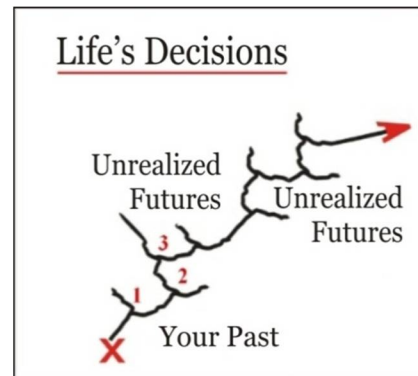 Life's Decisions
Unrealized
Futures
Unrealized
Futures
3
2
1
Your Past
X